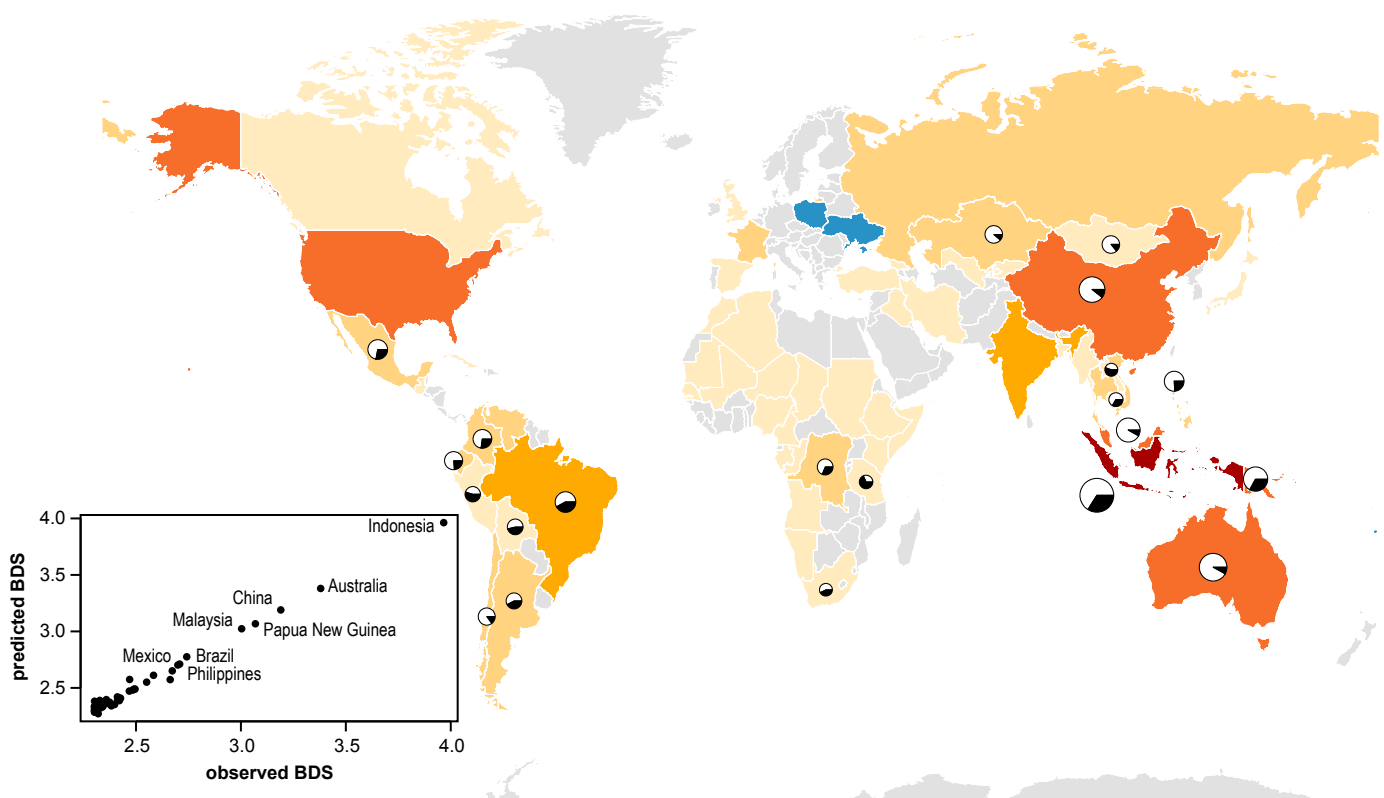 4.0
3.5
3.0
2.5
predicted BDS
Indonesia
Australia
China
Malaysia
Papua New Guinea
Mexico
Brazil
Philippines
2.5
3.0
3.5
4.0
observed BDS